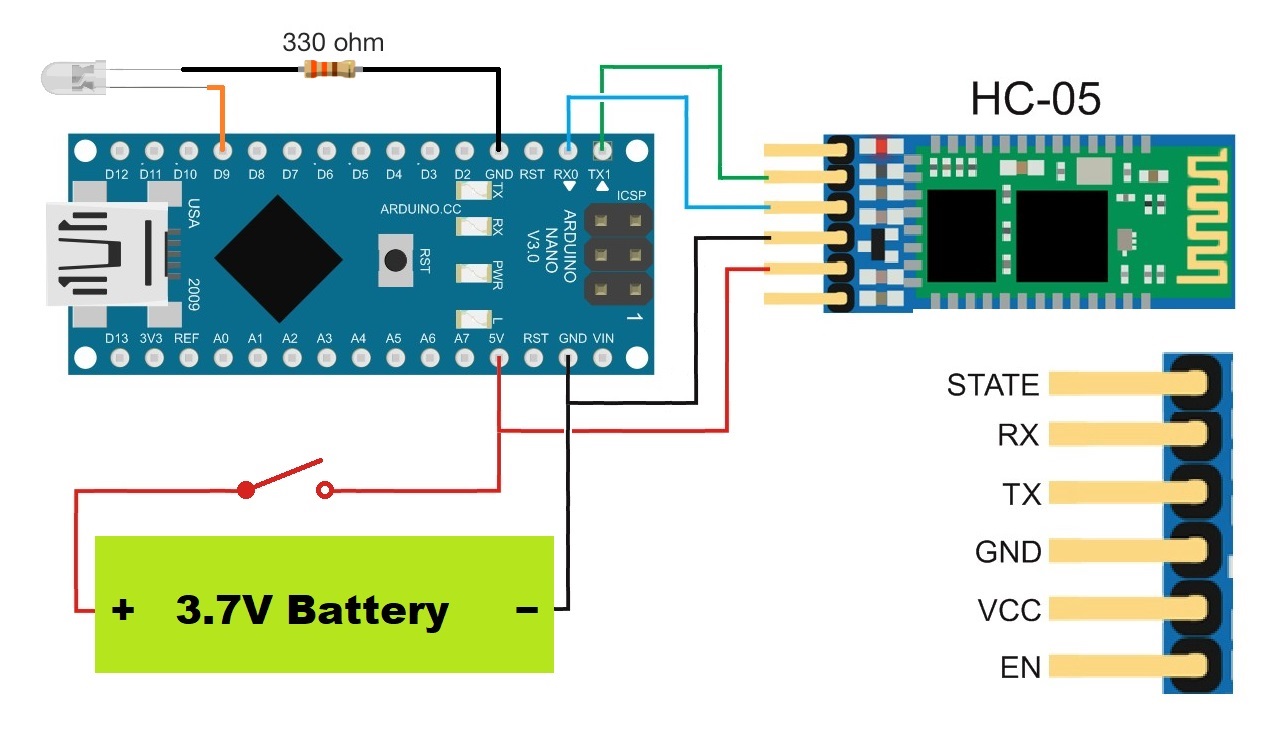 330 ohm
HC-05
D12 D11 D10 D9 D8 D7 D6 D5 D4 D3 D2 GND RST RX0 TX1
TX
ICSP
ARDUINO.CC
USA
RX
ARDUINO
NANO
V3.0
RST
PWR
2009
L
1
D13 3V3 REF A0 A1 A2 A3 A4 A5 A6 A7 5V RST GND VIN
STATE
RX
TX
GND
VCC
EN
+ 3.7V Battery −